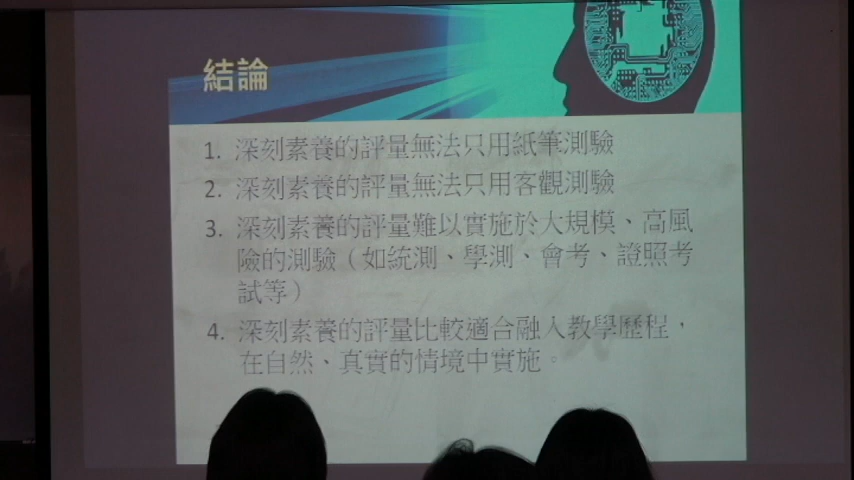 結論
1. 深刻素養的評量無法只用紙筆測驗
2. 深刻素養的評量無法只用客觀測驗
3. 深刻素養的評量難以實施於大規模、高風
險的測驗（如統測、學測、會考、證照考
試等）
4. 深刻素養的評量比較適合融入教學歷程，
在自然、真實的情境中實施。